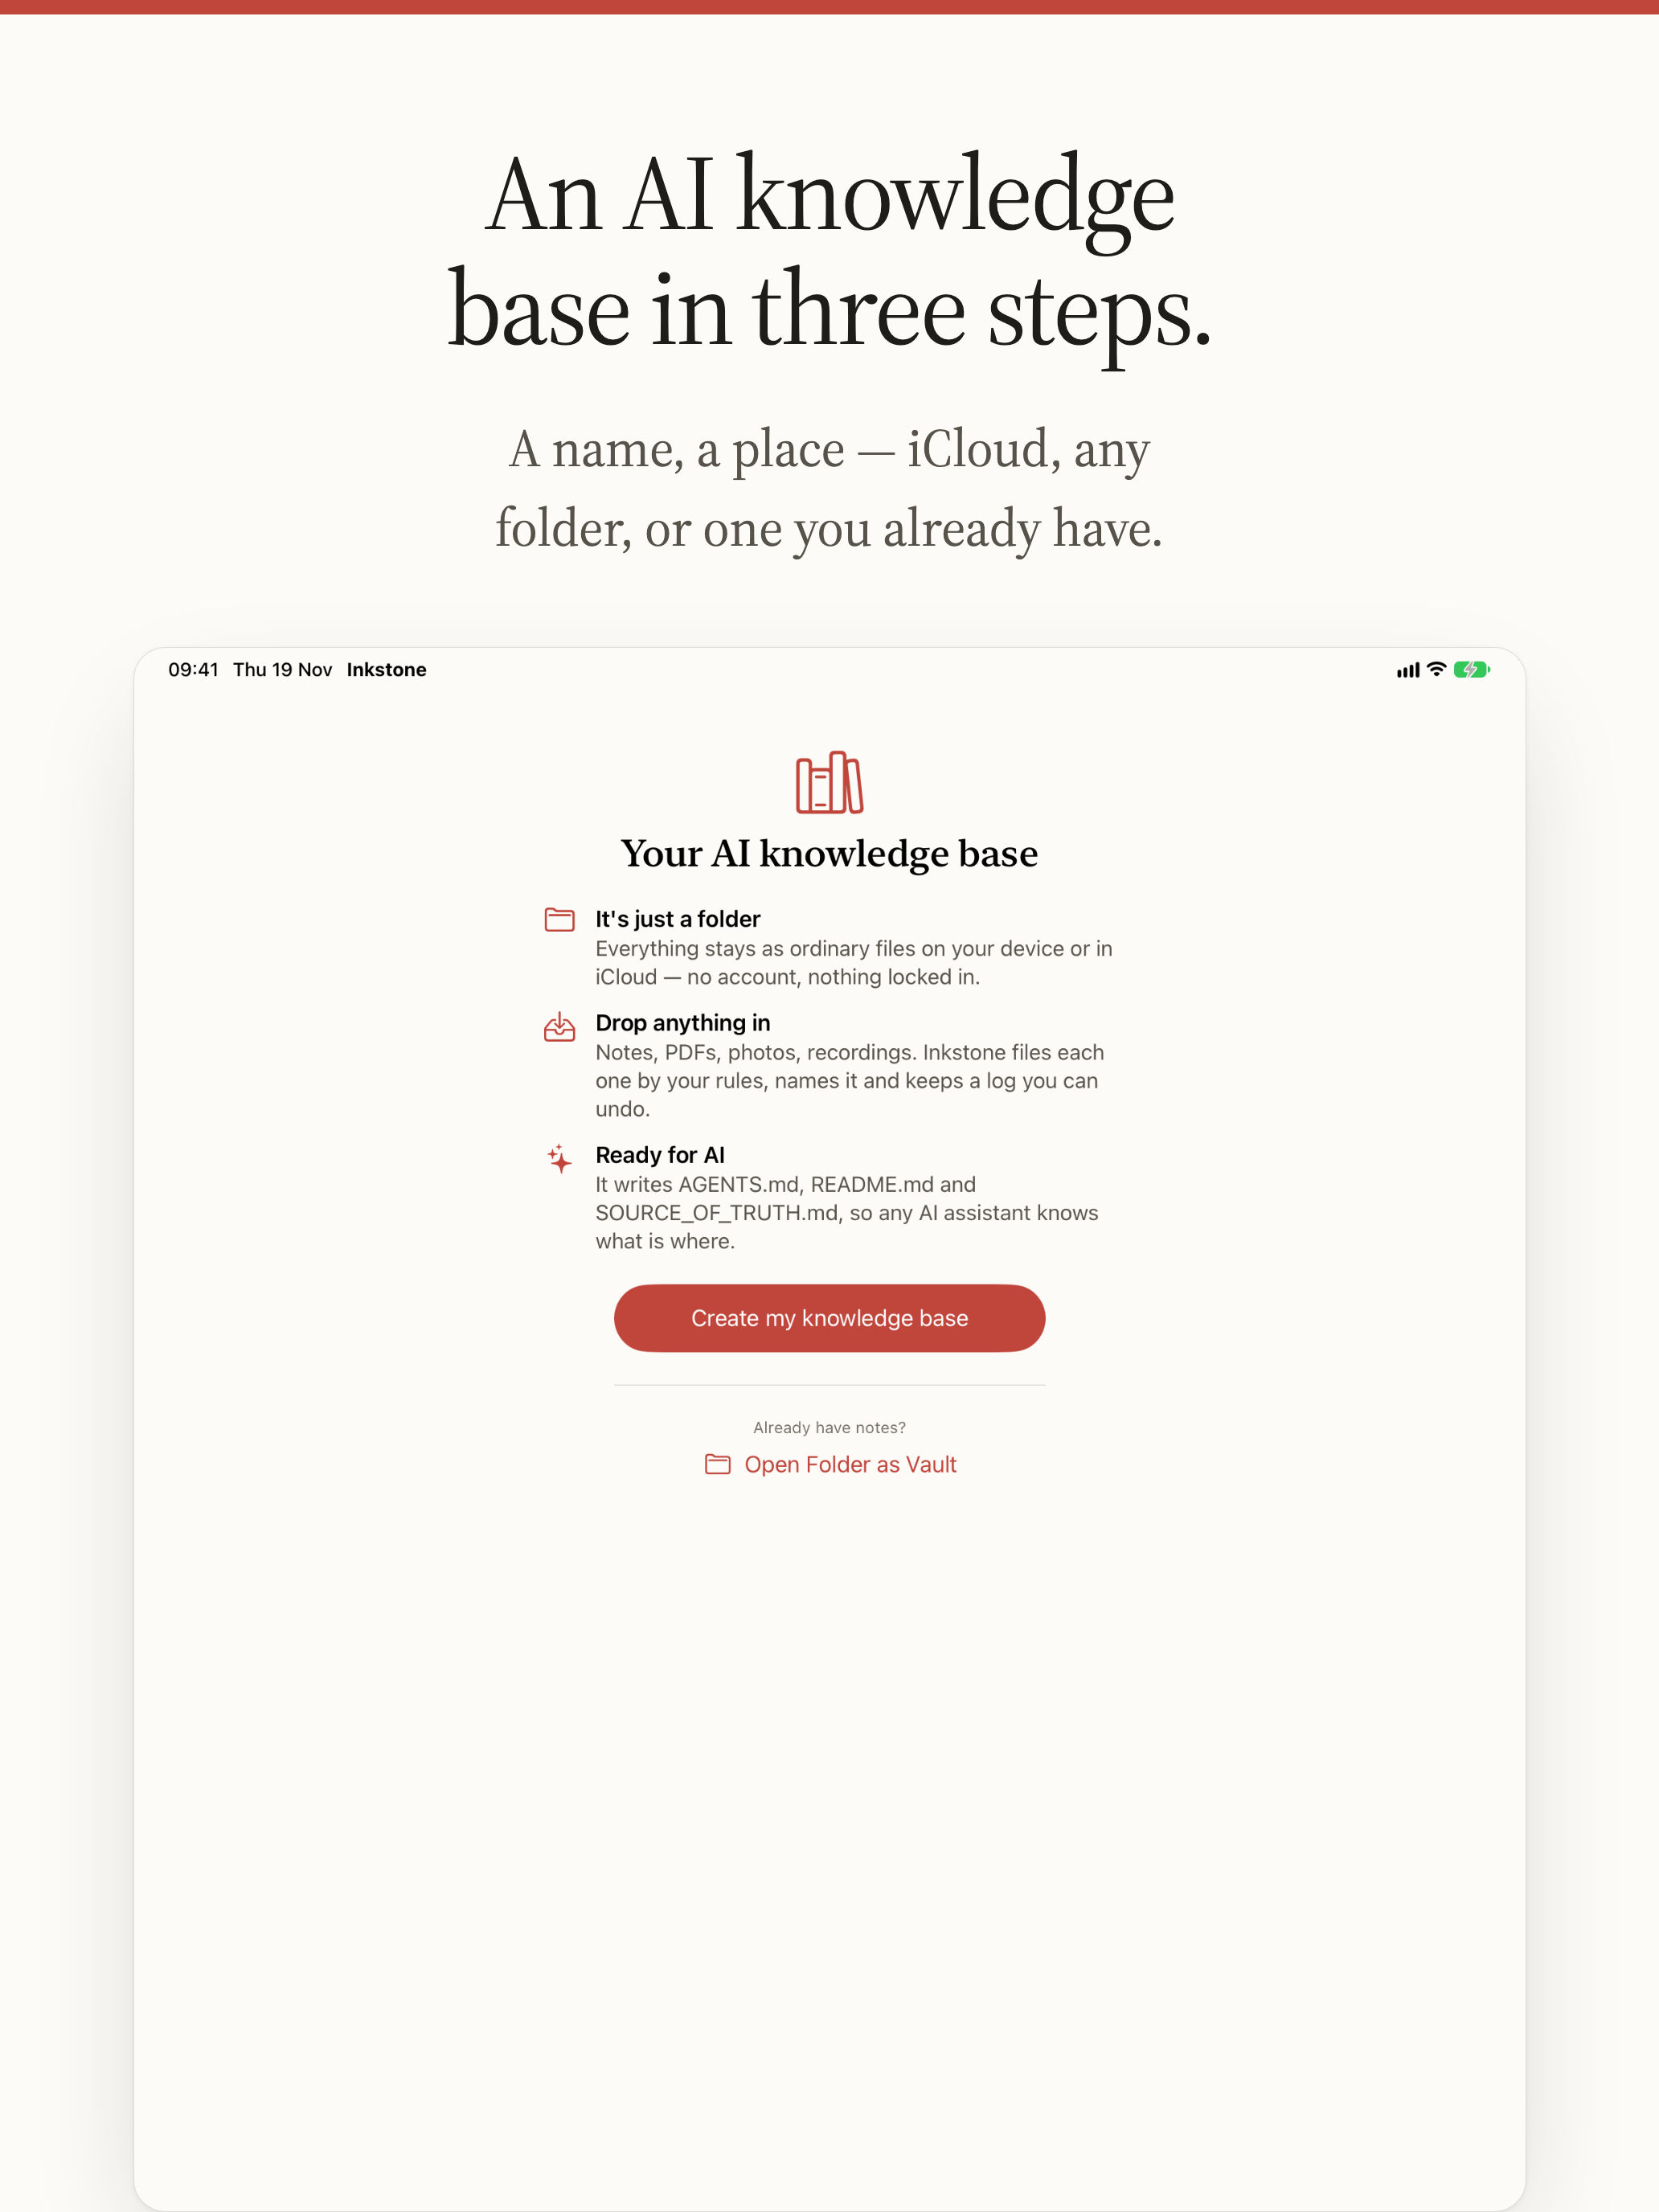 An AI knowledge
base in three steps.
A name, a place — iCloud, any
folder, or one you already have.
09:41 Thu 19 Nov Inkstone
Your AI knowledge base
It's just a folder
Everything stays as ordinary files on your device or in
iCloud — no account, nothing locked in.
Drop anything in
Notes, PDFs, photos, recordings. Inkstone files each
one by your rules, names it and keeps a log you can
undo.
Ready for AI
It writes AGENTS.md, README.md and
SOURCE_OF_TRUTH.md, so any AI assistant knows
what is where.
Create my knowledge base
Already have notes?
Open Folder as Vault